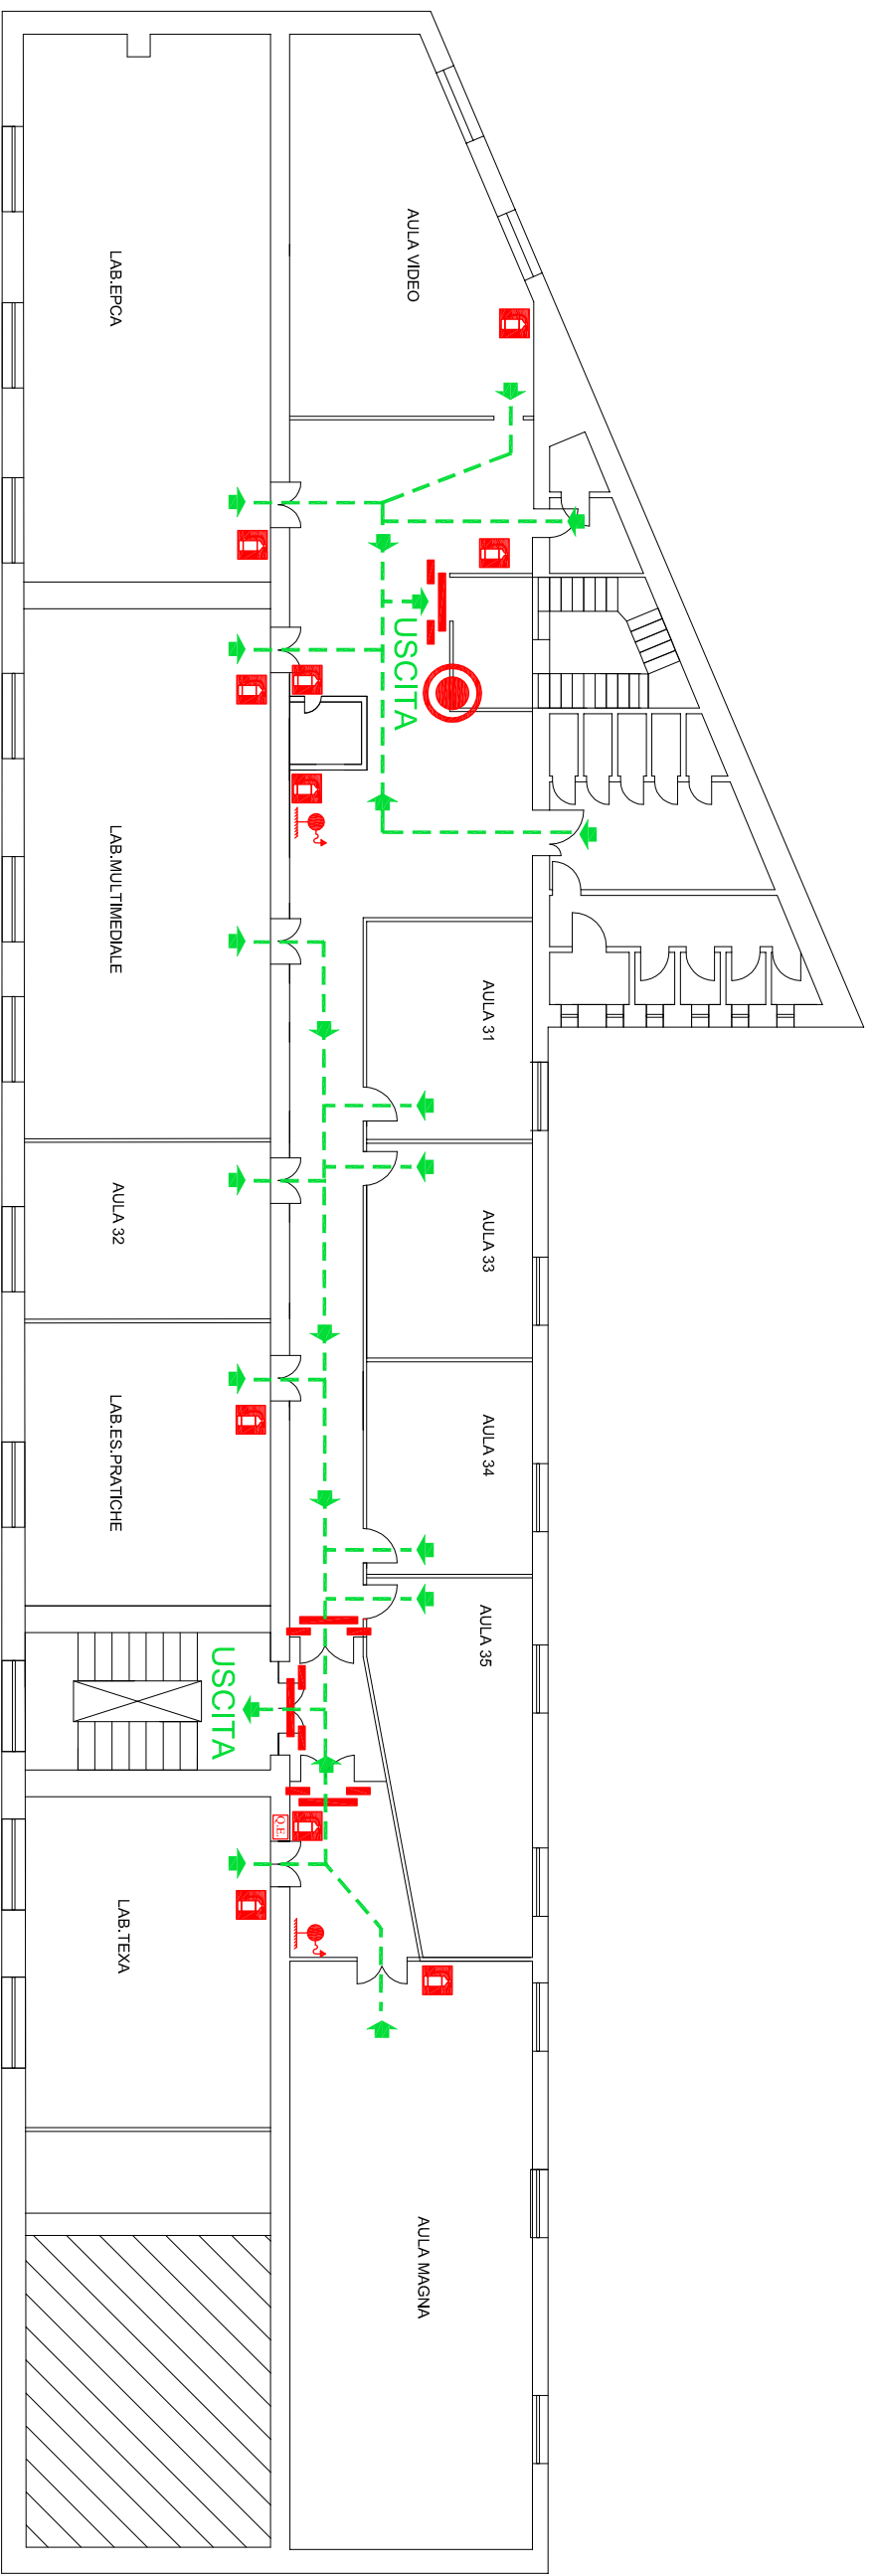 AULA VIDEO
LAB.EPCA
USCITA
LAB.MULTIMEDIALE
AULA 31
AULA 32
AULA 33
AULA 34
LAB.ES.PRATICHE
AULA 35
USCITA
Q.E.
LAB.TEXA
AULA MAGNA